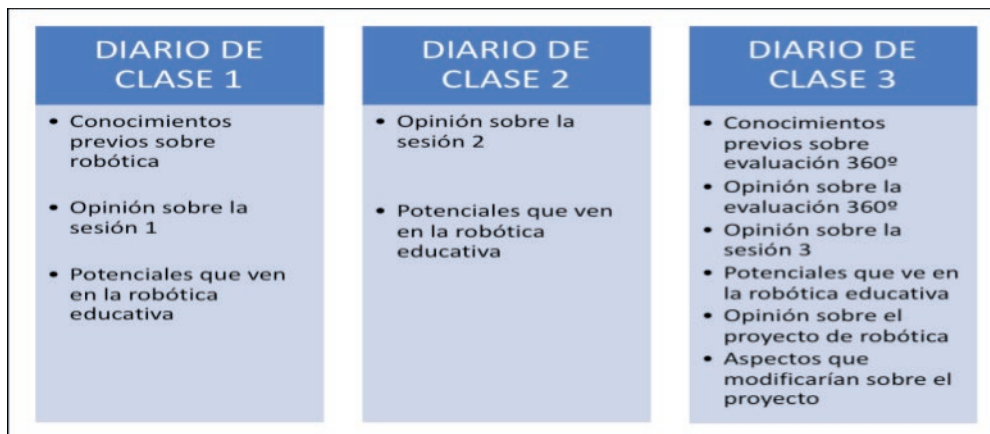 DIARIO DE
CLASE 1
• Conocimientos
previos sobre
robótica
• Opinión sobre la
sesión 1
• Potenciales que ven
en la robótica
educativa
DIARIO DE
CLASE 2
• Opinión sobre la
sesión 2
• Potenciales que ven
en la robótica
educativa
DIARIO DE
CLASE 3
• Conocimientos
previos sobre
evaluación 360º
• Opinión sobre la
evaluación 360º
• Opinión sobre la
sesión 3
• Potenciales que ve en
la robótica educativa
• Opinión sobre el
proyecto de robótica
• Aspectos que
modificarían sobre el
proyecto